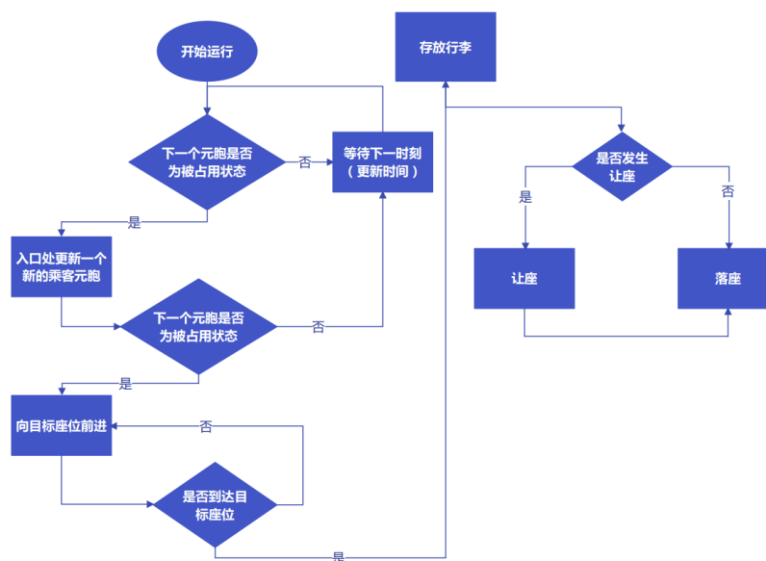 开始运行
下一个元胞是否
为被占用状态
否
等待下一时刻
(更新时间)
是
入口处更新一个
新的乘客元胞
下一个元胞是否
为被占用状态
否
是
向目标座位前进
否
是否到达目
标座位
是
存放行李
是否发生
让座
是
否
让座
落座